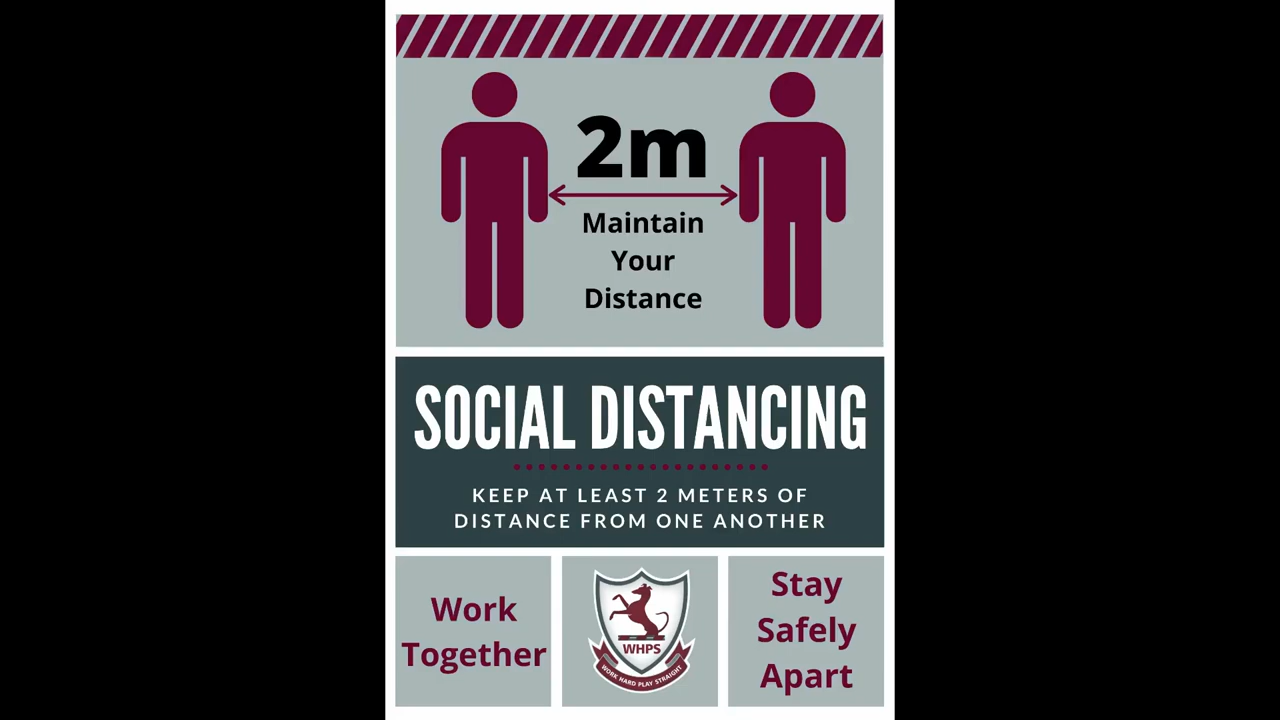 2m
Maintain
Your
Distance
SOCIAL DISTANCING
KEEP AT LEAST 2 METERS OF
DISTANCE FROM ONE ANOTHER
Work
Together
WHPS
WORK HARD PLAY STRAIGHT
Stay
Safely
Apart